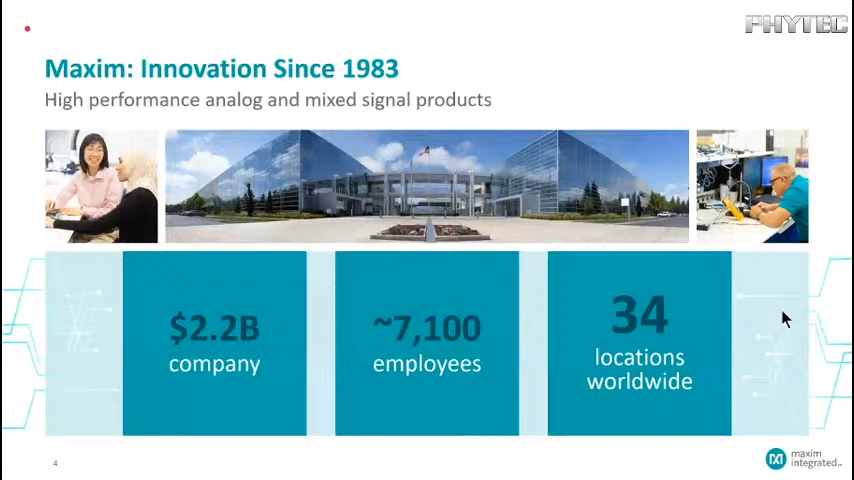 PHYTEC
Maxim: Innovation Since 1983
High performance analog and mixed signal products
$2.2B
company
~7,100
employees
34
locations
worldwide
4
maxim
integrated™